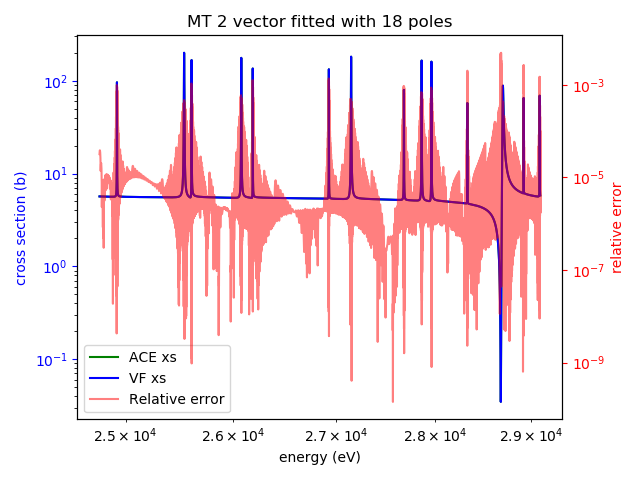 MT 2 vector fitted with 18 poles
10²
10¹
10⁰
10⁻¹
cross section (b)
10⁻³
10⁻⁵
10⁻⁷
10⁻⁹
relative error
ACE xs
VF xs
Relative error
2.5 × 10⁴ 2.6 × 10⁴ 2.7 × 10⁴ 2.8 × 10⁴ 2.9 × 10⁴
energy (eV)